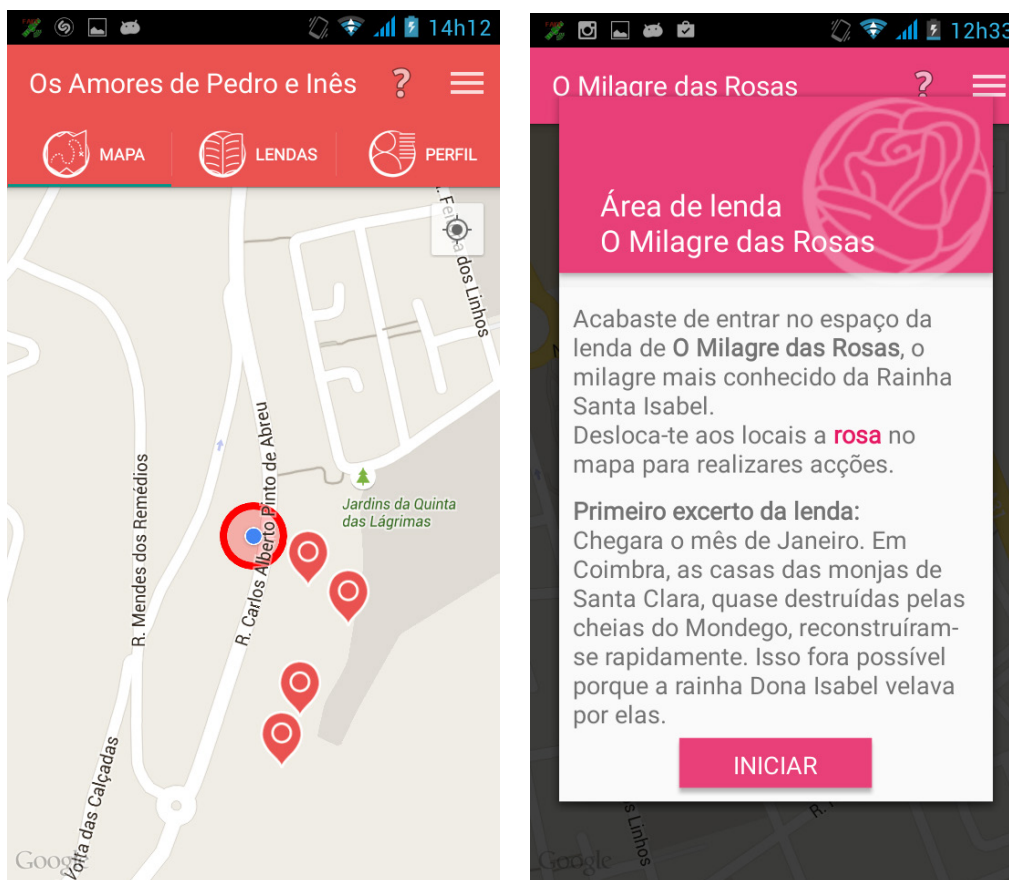 14h12
Os Amores de Pedro e Inês ?
MAPA LENDAS PERFIL
dos Linhos
R. Carlos Alberto Pinto de Abreu
R. Mendes dos Remédios
Jardins da Quinta
das Lágrimas
Volta das Calçadas
Google
12h33
O Milagre das Rosas ?
Área de lenda
O Milagre das Rosas
Acabaste de entrar no espaço da
lenda de O Milagre das Rosas, o
milagre mais conhecido da Rainha
Santa Isabel.
Desloca-te aos locais a rosa no
mapa para realizares acções.
Primeiro excerto da lenda:
Chegara o mês de Janeiro. Em
Coimbra, as casas das monjas de
Santa Clara, quase destruídas pelas
cheias do Mondego, reconstruíram-
se rapidamente. Isso fora possível
porque a rainha Dona Isabel velava
por elas.
INICIAR
s Linhos
R.
Google